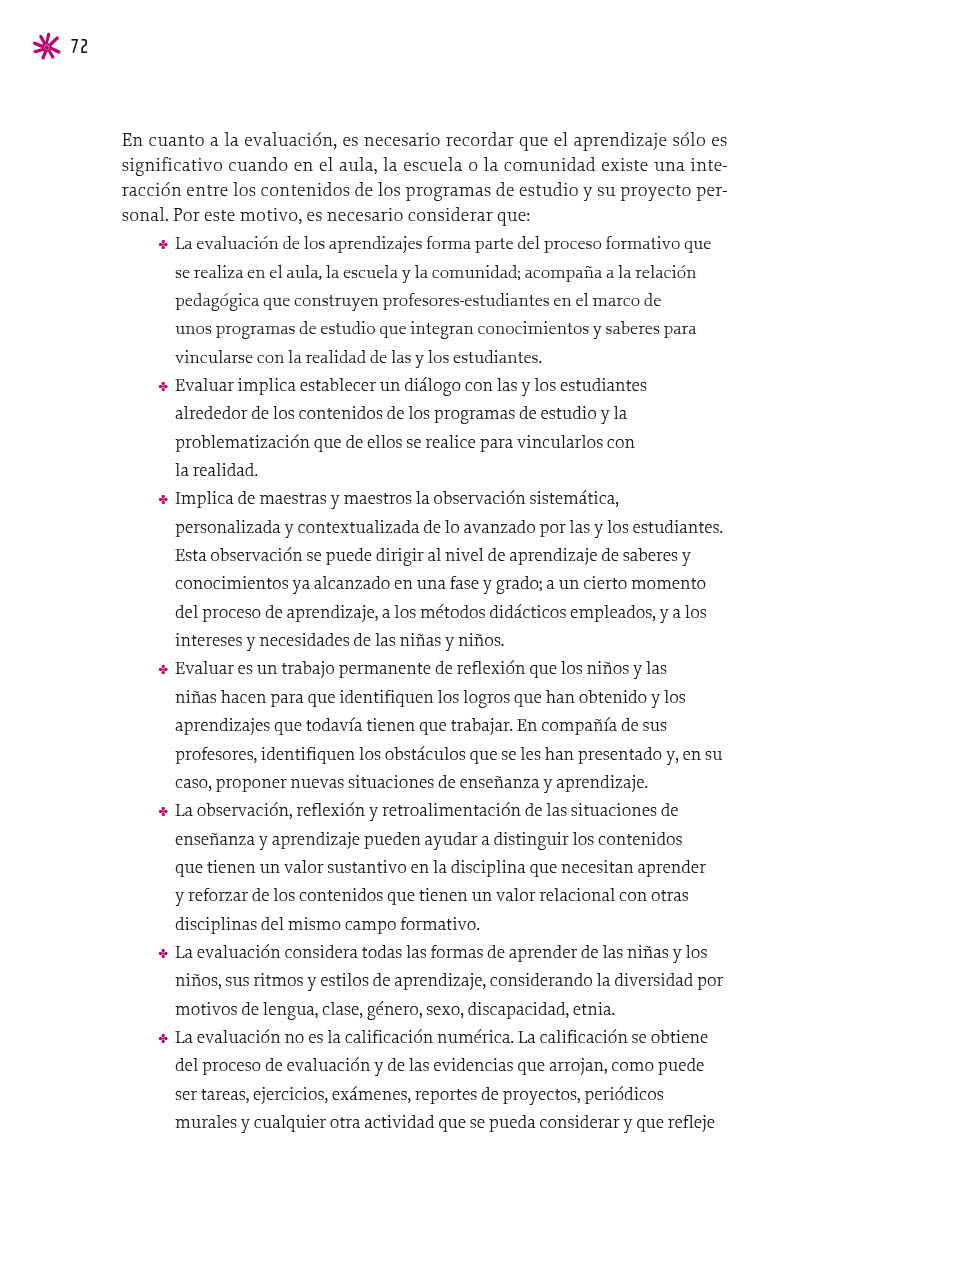 72
En cuanto a la evaluación, es necesario recordar que el aprendizaje sólo es
significativo cuando en el aula, la escuela o la comunidad existe una inte-
racción entre los contenidos de los programas de estudio y su proyecto per-
sonal. Por este motivo, es necesario considerar que:
✤ La evaluación de los aprendizajes forma parte del proceso formativo que
se realiza en el aula, la escuela y la comunidad; acompaña a la relación
pedagógica que construyen profesores-estudiantes en el marco de
unos programas de estudio que integran conocimientos y saberes para
vincularse con la realidad de las y los estudiantes.
✤ Evaluar implica establecer un diálogo con las y los estudiantes
alrededor de los contenidos de los programas de estudio y la
problematización que de ellos se realice para vincularlos con
la realidad.
✤ Implica de maestras y maestros la observación sistemática,
personalizada y contextualizada de lo avanzado por las y los estudiantes.
Esta observación se puede dirigir al nivel de aprendizaje de saberes y
conocimientos ya alcanzado en una fase y grado; a un cierto momento
del proceso de aprendizaje, a los métodos didácticos empleados, y a los
intereses y necesidades de las niñas y niños.
✤ Evaluar es un trabajo permanente de reflexión que los niños y las
niñas hacen para que identifiquen los logros que han obtenido y los
aprendizajes que todavía tienen que trabajar. En compañía de sus
profesores, identifiquen los obstáculos que se les han presentado y, en su
caso, proponer nuevas situaciones de enseñanza y aprendizaje.
✤ La observación, reflexión y retroalimentación de las situaciones de
enseñanza y aprendizaje pueden ayudar a distinguir los contenidos
que tienen un valor sustantivo en la disciplina que necesitan aprender
y reforzar de los contenidos que tienen un valor relacional con otras
disciplinas del mismo campo formativo.
✤ La evaluación considera todas las formas de aprender de las niñas y los
niños, sus ritmos y estilos de aprendizaje, considerando la diversidad por
motivos de lengua, clase, género, sexo, discapacidad, etnia.
✤ La evaluación no es la calificación numérica. La calificación se obtiene
del proceso de evaluación y de las evidencias que arrojan, como puede
ser tareas, ejercicios, exámenes, reportes de proyectos, periódicos
murales y cualquier otra actividad que se pueda considerar y que refleje